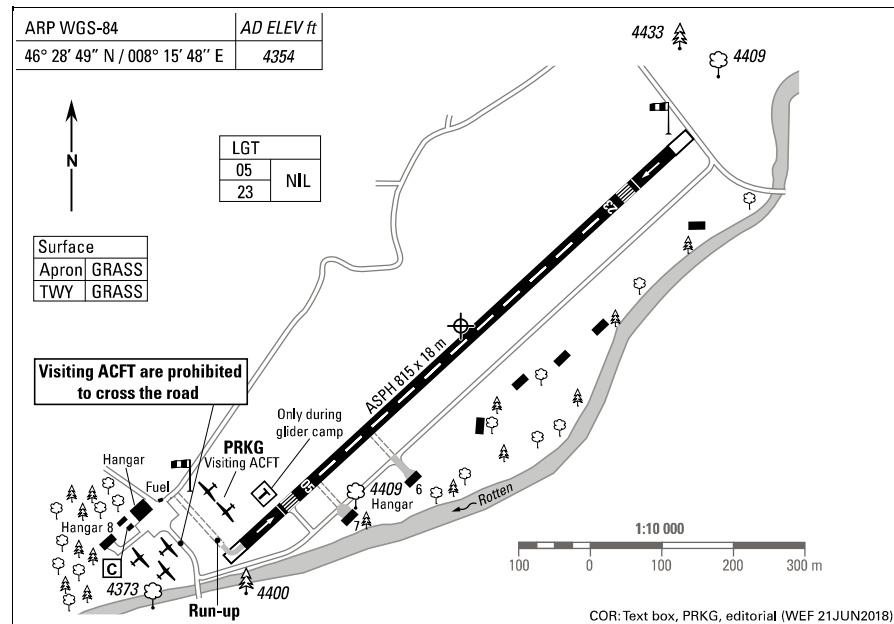 ARP WGS-84 AD ELEV ft
46° 28' 49" N / 008° 15' 48" E 4354
4433
4409
N
LGT
05
23
NIL
Surface
Apron GRASS
TWY GRASS
23
ASPH 815 x 18 m
Visiting ACFT are prohibited
to cross the road
Only during
glider camp
PRKG
Visiting ACFT
T
05
Hangar
Fuel
4409
6
Hangar
7
Rotten
Hangar 8
C
4373
4400
Run-up
1:10 000
100 0 100 200 300 m
COR: Text box, PRKG, editorial (WEF 21JUN2018)